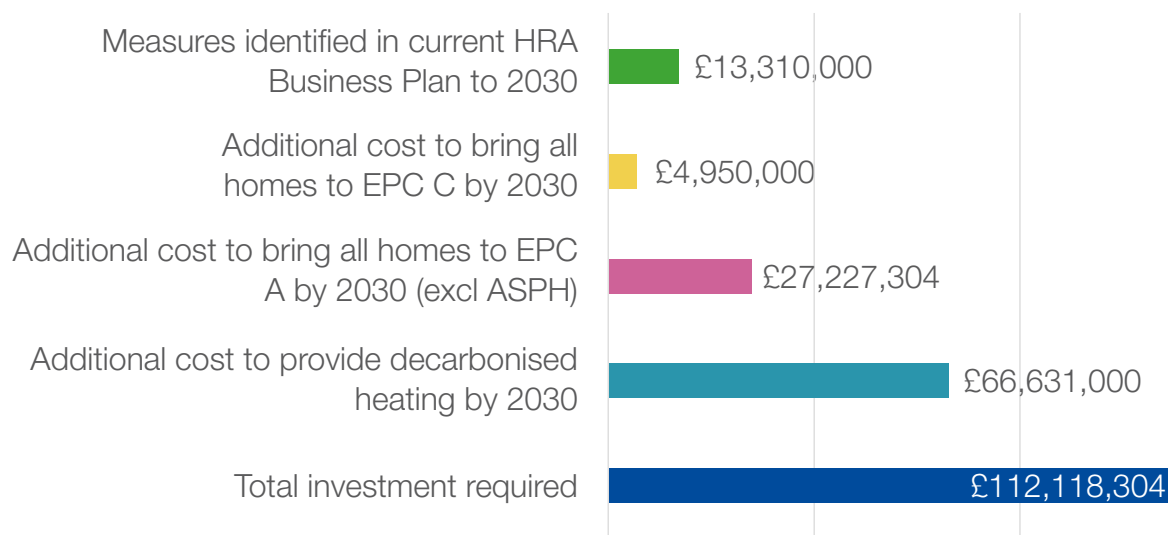 Measures identified in current HRA
Business Plan to 2030
£13,310,000
Additional cost to bring all
homes to EPC C by 2030
£4,950,000
Additional cost to bring all homes to EPC
A by 2030 (excl ASPH)
£27,227,304
Additional cost to provide decarbonised
heating by 2030
£66,631,000
Total investment required
£112,118,304